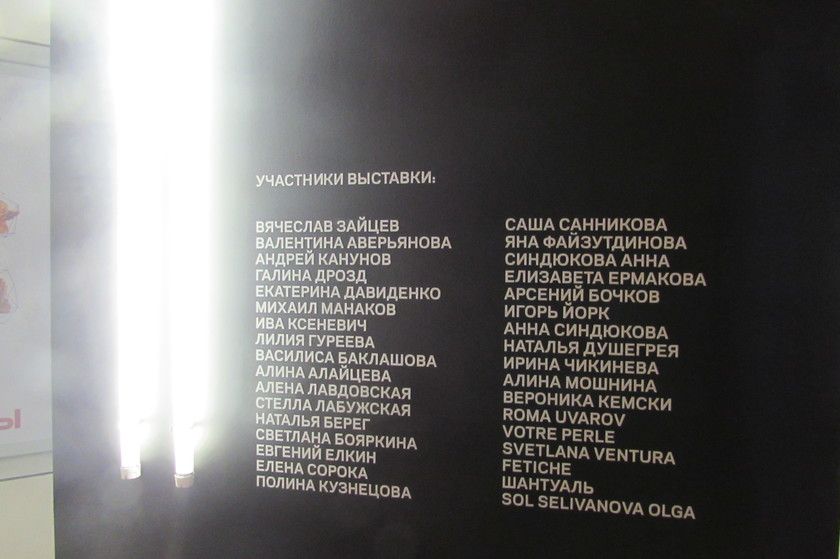 УЧАСТНИКИ ВЫСТАВКИ:
ВЯЧЕСЛАВ ЗАЙЦЕВ
ВАЛЕНТИНА АВЕРЬЯНОВА
АНДРЕЙ КАНУНОВ
ГАЛИНА ДРОЗД
ЕКАТЕРИНА ДАВИДЕНКО
МИХАИЛ МАНАКОВ
ИВА КСЕНЕВИЧ
ЛИЛИЯ ГУРЕЕВА
ВАСИЛИСА БАКЛАШОВА
АЛИНА АЛАЙЦЕВА
АЛЕНА ЛАВДОВСКАЯ
СТЕЛЛА ЛАБУЖСКАЯ
НАТАЛЬЯ БЕРЕГ
СВЕТЛАНА БОЯРКИНА
ЕВГЕНИЙ ЕЛКИН
ЕЛЕНА СОРОКА
ПОЛИНА КУЗНЕЦОВА
САША САННИКОВА
ЯНА ФАЙЗУТДИНОВА
СИНДЮКОВА АННА
ЕЛИЗАВЕТА ЕРМАКОВА
АРСЕНИЙ БОЧКОВ
ИГОРЬ ЙОРК
АННА СИНДЮКОВА
НАТАЛЬЯ ДУШЕГРЕЯ
ИРИНА ЧИКИНЕВА
АЛИНА МОШНИНА
ВЕРОНИКА КЕМСКИ
ROMA UVAROV
VOTRE PERLE
SVETLANA VENTURA
FETICHE
ШАНТУАЛЬ
SOL SELIVANOVA OLGA